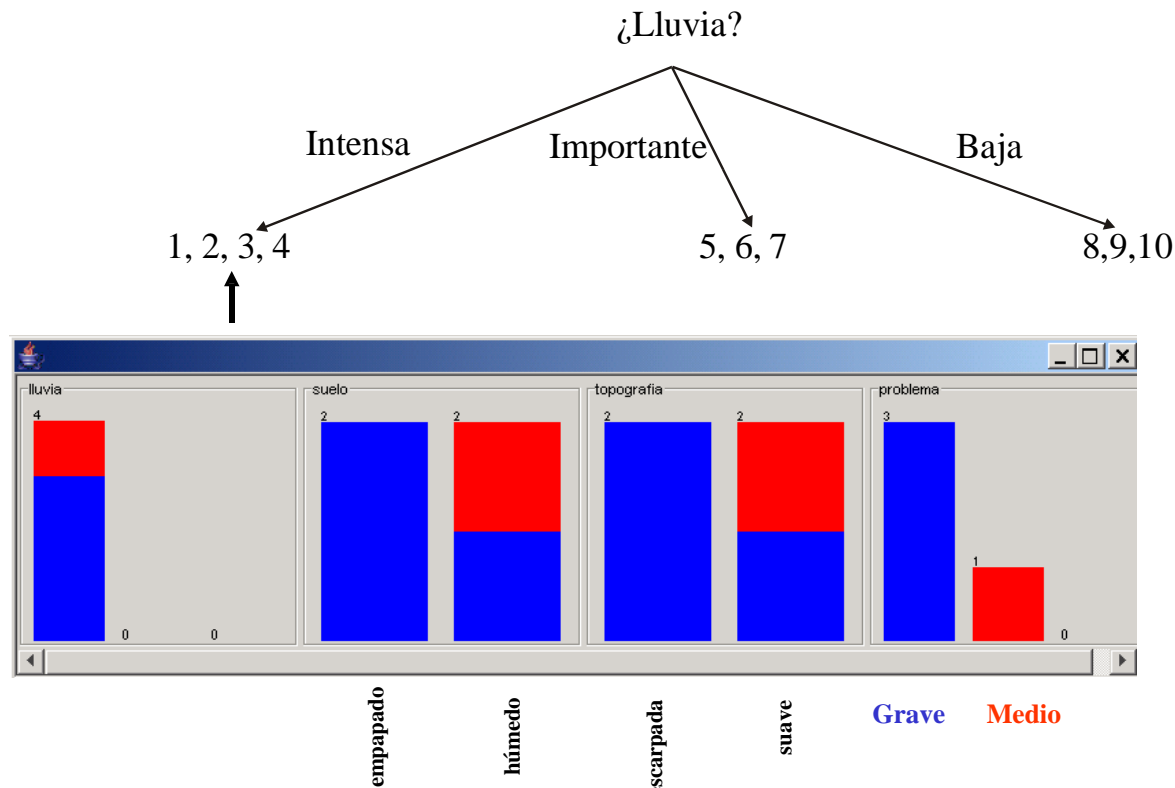 ¿Lluvia?
Intensa Importante Baja
1, 2, 3, 4 5, 6, 7 8,9,10
lluvia suelo topografia problema
4 2 2 2 2 3
1
0 0 0
empapado húmedo scarpada suave Grave Medio